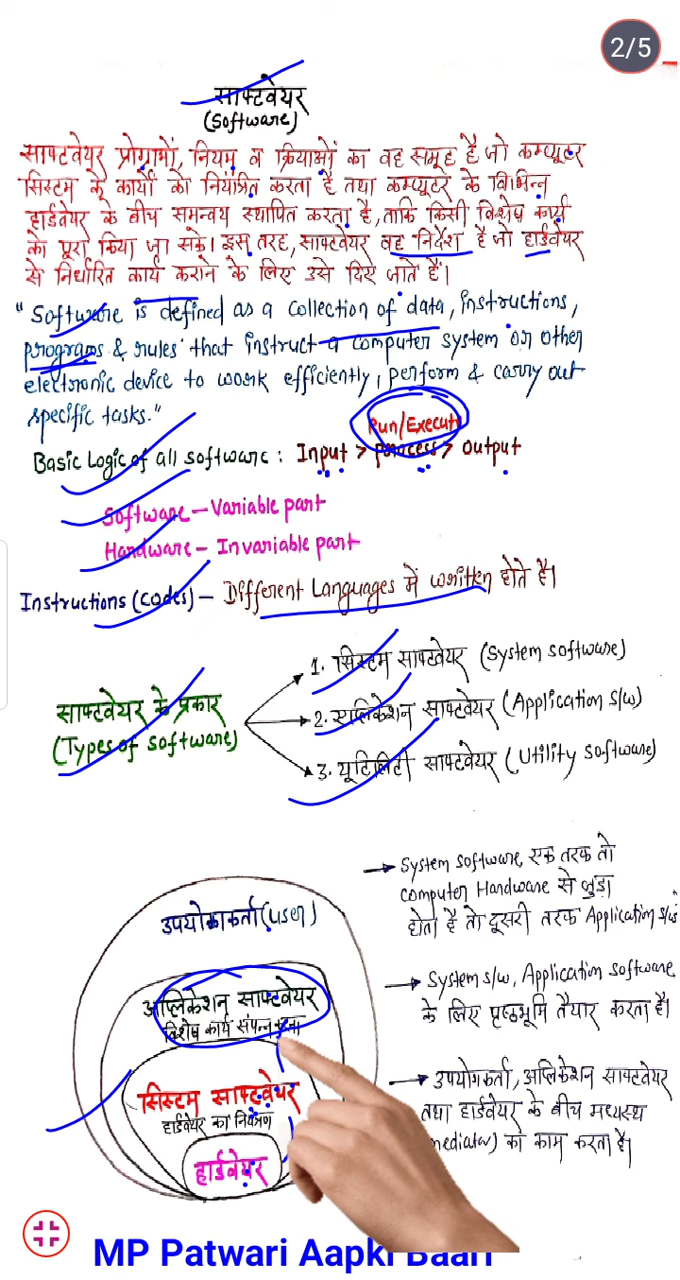 2/5
साफ्टवेयर
(Software)
साफ्टवेयर प्रोग्रामों, नियम व क्रियाओं का वह समूह है जो कम्प्यूटर
सिस्टम के कार्यों को नियंत्रित करता है तथा कम्प्यूटर के विभिन्न
हार्डवेयर के बीच समन्वय स्थापित करता है, ताकि किसी विशेष कार्य
को पूरा किया जा सके। इस तरह, साफ्टवेयर वह निर्देश है जो हार्डवेयर
से निर्धारित कार्य कराने के लिए उसे दिए जाते हैं।
"Software is defined as a collection of data, instructions,
programs & rules that instruct a computer system or other
electronic device to work efficiently, perform & carry out
specific tasks."
Run/Execute
Basic Logic of all software : Input > process > output
Software – Variable part
Hardware – Invariable part
Instructions (codes) – Different Languages में written होते है।
साफ्टवेयर के प्रकार
(Types of software)
1. सिस्टम साफ्टवेयर (System software)
2. एप्लिकेशन साफ्टवेयर (Application s/w)
3. यूटिलिटी साफ्टवेयर (Utility software)
उपयोगकर्ता (user)
अप्लिकेशन साफ्टवेयर
विशेष कार्य संपन्न
सिस्टम साफ्टवेयर
हार्डवेयर का नियंत्रण
हार्डवेयर
→ System software, एक तरफ तो
computer Hardware से जुड़ा
होता है तो दूसरी तरफ Application s/w
→ System s/w, Application software
के लिए पृष्ठभूमि तैयार करता है।
→ उपयोगकर्ता, अप्लिकेशन साफ्टवेयर
तथा हार्डवेयर के बीच मध्यस्थ
mediator) का काम करता है।
MP Patwari Aapki Baari